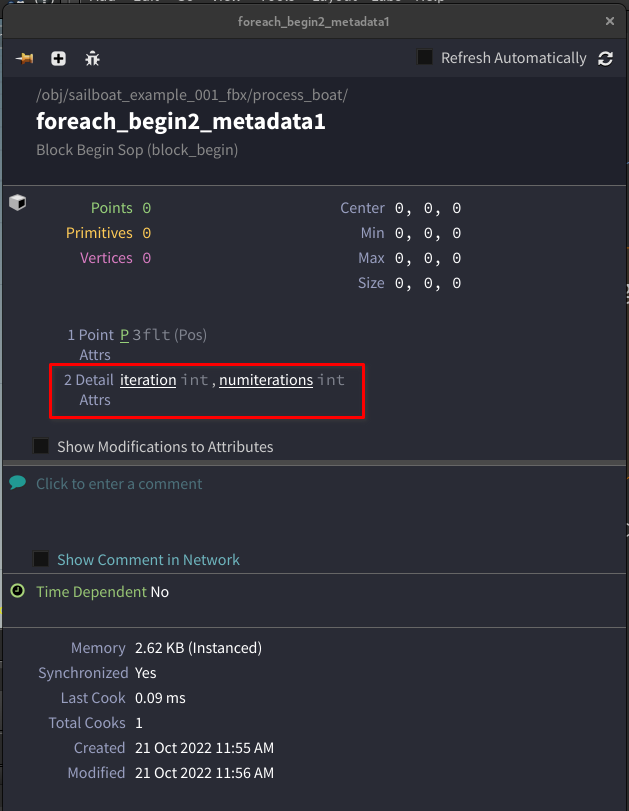 foreach_begin2_metadata1
Refresh Automatically
/obj/sailboat_example_001_fbx/process_boat/
foreach_begin2_metadata1
Block Begin Sop (block_begin)
Points 0 Center 0, 0, 0
Primitives 0 Min 0, 0, 0
Vertices 0 Max 0, 0, 0
Size 0, 0, 0
1 Point P 3flt (Pos)
Attrs
2 Detail iteration int , numiterations int
Attrs
Show Modifications to Attributes
Click to enter a comment
Show Comment in Network
Time Dependent No
Memory 2.62 KB (Instanced)
Synchronized Yes
Last Cook 0.09 ms
Total Cooks 1
Created 21 Oct 2022 11:55 AM
Modified 21 Oct 2022 11:56 AM